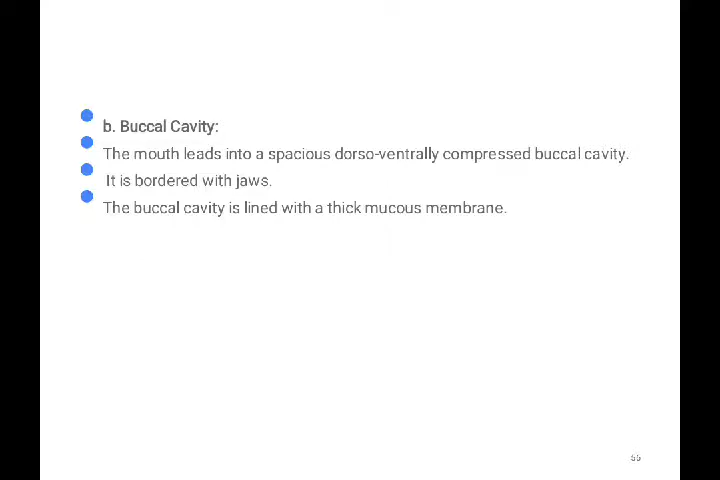 b. Buccal Cavity:
The mouth leads into a spacious dorso-ventrally compressed buccal cavity.
It is bordered with jaws.
The buccal cavity is lined with a thick mucous membrane.
56